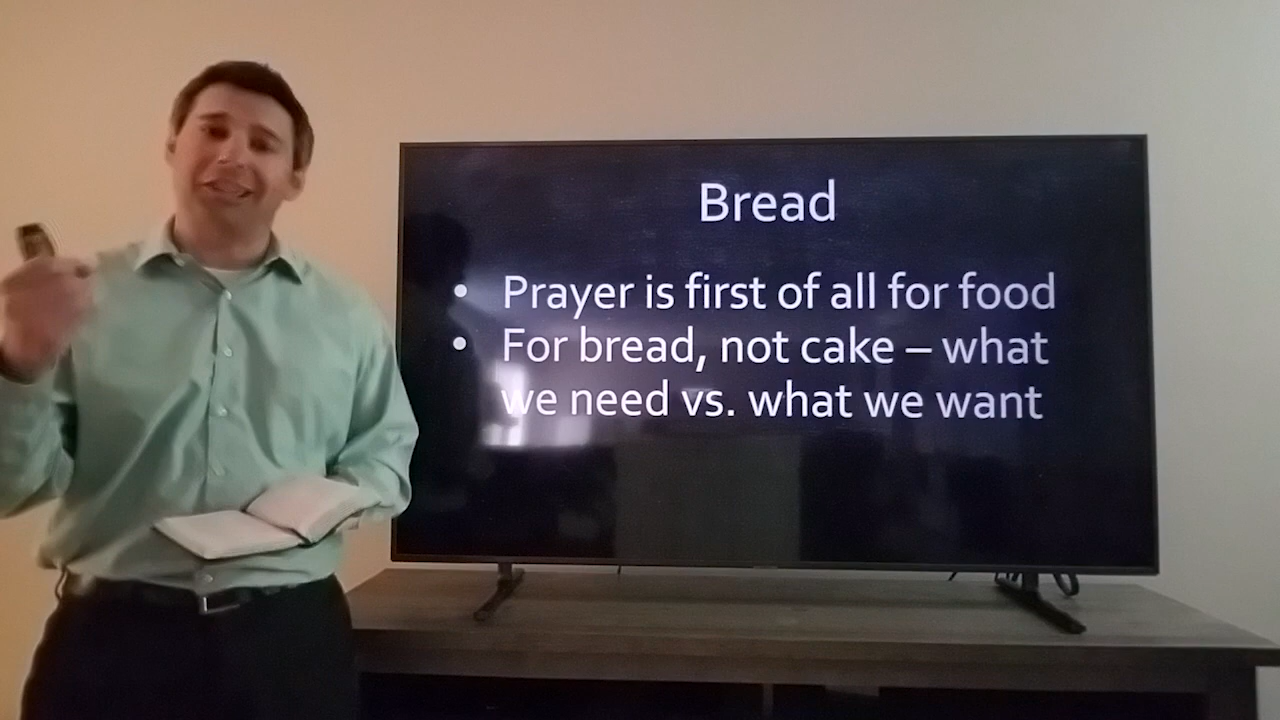 Bread
• Prayer is first of all for food
• For bread, not cake – what
we need vs. what we want